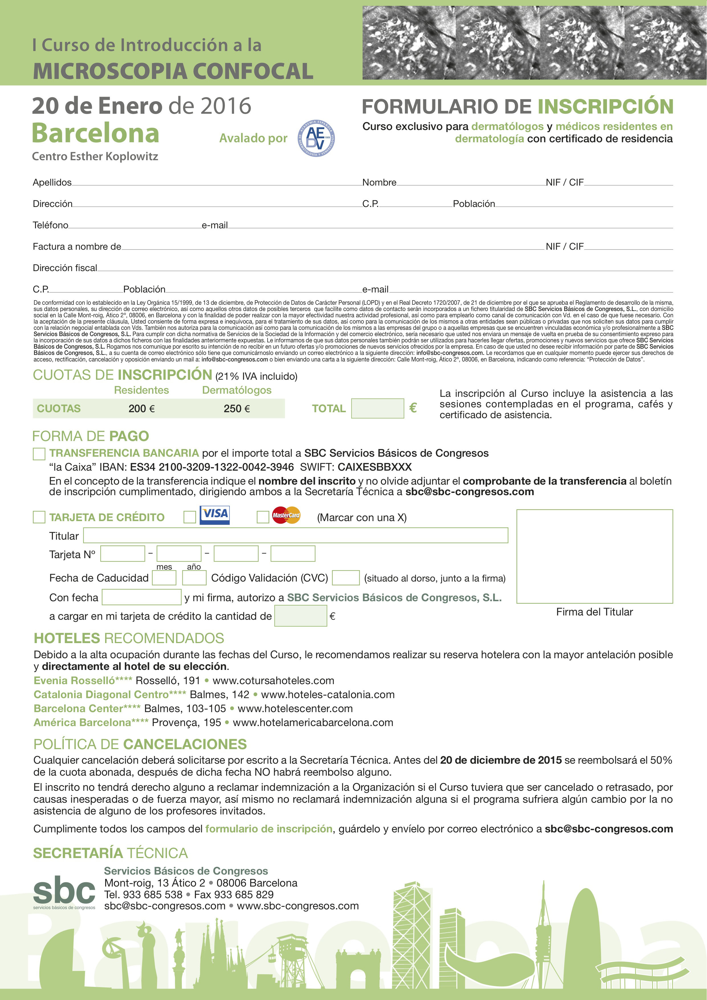 I Curso de Introducción a la
MICROSCOPIA CONFOCAL
20 de Enero de 2016
Barcelona
Centro Esther Koplowitz
Avalado por
ACADEMIA ESPAÑOLA DE DERMATOLOGÍA Y VENEREOLOGÍA
AEDV 1909
FORMULARIO DE INSCRIPCIÓN
Curso exclusivo para dermatólogos y médicos residentes en
dermatología con certificado de residencia
Apellidos Nombre NIF / CIF
Dirección C.P. Población
Teléfono e-mail
Factura a nombre de NIF / CIF
Dirección fiscal
C.P. Población e-mail
De conformidad con lo establecido en la Ley Orgánica 15/1999, de 13 de diciembre, de Protección de Datos de Carácter Personal (LOPD) y en el Real Decreto 1720/2007, de 21 de diciembre por el que se aprueba el Reglamento de desarrollo de la misma,
sus datos personales, su dirección de correo electrónico, así como aquellos otros datos de posibles terceros que facilite como datos de contacto serán incorporados a un fichero titularidad de SBC Servicios Básicos de Congresos, S.L., con domicilio
social en la Calle Mont-roig, Ático 2º, 08006, en Barcelona y con la finalidad de poder realizar con la mayor efectividad nuestra actividad profesional, así como para emplearlo como canal de comunicación con Vd. en el caso de que fuese necesario. Con
la aceptación de la presente cláusula, Usted consiente de forma expresa e inequívoca, para el tratamiento de sus datos, así como para la comunicación de los mismos a otras entidades sean públicas o privadas que nos soliciten sus datos para cumplir
con la relación negocial entablada con Vds. También nos autoriza para la comunicación así como para la comunicación de los mismos a las empresas del grupo o a aquellas empresas que se encuentren vinculadas económica y/o profesionalmente a SBC
Servicios Básicos de Congresos, S.L. Para cumplir con dicha normativa de Servicios de la Sociedad de la Información y del comercio electrónico, sería necesario que usted nos enviara un mensaje de vuelta en prueba de su consentimiento expreso para
la incorporación de sus datos a dichos ficheros con las finalidades anteriormente expuestas. Le informamos de que sus datos personales también podrán ser utilizados para hacerles llegar ofertas, promociones y nuevos servicios que ofrece SBC Servicios
Básicos de Congresos, S.L. Rogamos nos comunique por escrito su intención de no recibir en un futuro ofertas y/o promociones de nuevos servicios ofrecidos por la empresa. En caso de que usted no desee recibir información por parte de SBC Servicios
Básicos de Congresos, S.L., a su cuenta de correo electrónico sólo tiene que comunicárnoslo enviando un correo electrónico a la siguiente dirección: info@sbc-congresos.com. Le recordamos que en cualquier momento puede ejercer sus derechos de
acceso, rectificación, cancelación y oposición enviando un mail a: info@sbc-congresos.com o bien enviando una carta a la siguiente dirección: Calle Mont-roig, Ático 2º, 08006, en Barcelona, indicando como referencia: “Protección de Datos”.
CUOTAS DE INSCRIPCIÓN (21% IVA incluido)
Residentes Dermatólogos
CUOTAS 200 € 250 € TOTAL €
La inscripción al Curso incluye la asistencia a las
sesiones contempladas en el programa, cafés y
certificado de asistencia.
FORMA DE PAGO
TRANSFERENCIA BANCARIA por el importe total a SBC Servicios Básicos de Congresos
“la Caixa” IBAN: ES34 2100-3209-1322-0042-3946 SWIFT: CAIXESBBXXX
En el concepto de la transferencia indique el nombre del inscrito y no olvide adjuntar el comprobante de la transferencia al boletín
de inscripción cumplimentado, dirigiendo ambos a la Secretaría Técnica a sbc@sbc-congresos.com
TARJETA DE CRÉDITO VISA MasterCard (Marcar con una X)
Titular
Tarjeta Nº – – –
mes año
Fecha de Caducidad Código Validación (CVC) (situado al dorso, junto a la firma)
Con fecha y mi firma, autorizo a SBC Servicios Básicos de Congresos, S.L.
a cargar en mi tarjeta de crédito la cantidad de €
Firma del Titular
HOTELES RECOMENDADOS
Debido a la alta ocupación durante las fechas del Curso, le recomendamos realizar su reserva hotelera con la mayor antelación posible
y directamente al hotel de su elección.
Evenia Rosselló**** Rosselló, 191 • www.cotursahoteles.com
Catalonia Diagonal Centro**** Balmes, 142 • www.hoteles-catalonia.com
Barcelona Center**** Balmes, 103-105 • www.hotelescenter.com
América Barcelona**** Provença, 195 • www.hotelamericabarcelona.com
POLÍTICA DE CANCELACIONES
Cualquier cancelación deberá solicitarse por escrito a la Secretaría Técnica. Antes del 20 de diciembre de 2015 se reembolsará el 50%
de la cuota abonada, después de dicha fecha NO habrá reembolso alguno.
El inscrito no tendrá derecho alguno a reclamar indemnización a la Organización si el Curso tuviera que ser cancelado o retrasado, por
causas inesperadas o de fuerza mayor, así mismo no reclamará indemnización alguna si el programa sufriera algún cambio por la no
asistencia de alguno de los profesores invitados.
Cumplimente todos los campos del formulario de inscripción, guárdelo y envíelo por correo electrónico a sbc@sbc-congresos.com
SECRETARÍA TÉCNICA
sbc
servicios básicos de congresos
Servicios Básicos de Congresos
Mont-roig, 13 Ático 2 • 08006 Barcelona
Tel. 933 685 538 • Fax 933 685 829
sbc@sbc-congresos.com • www.sbc-congresos.com
Barcelona